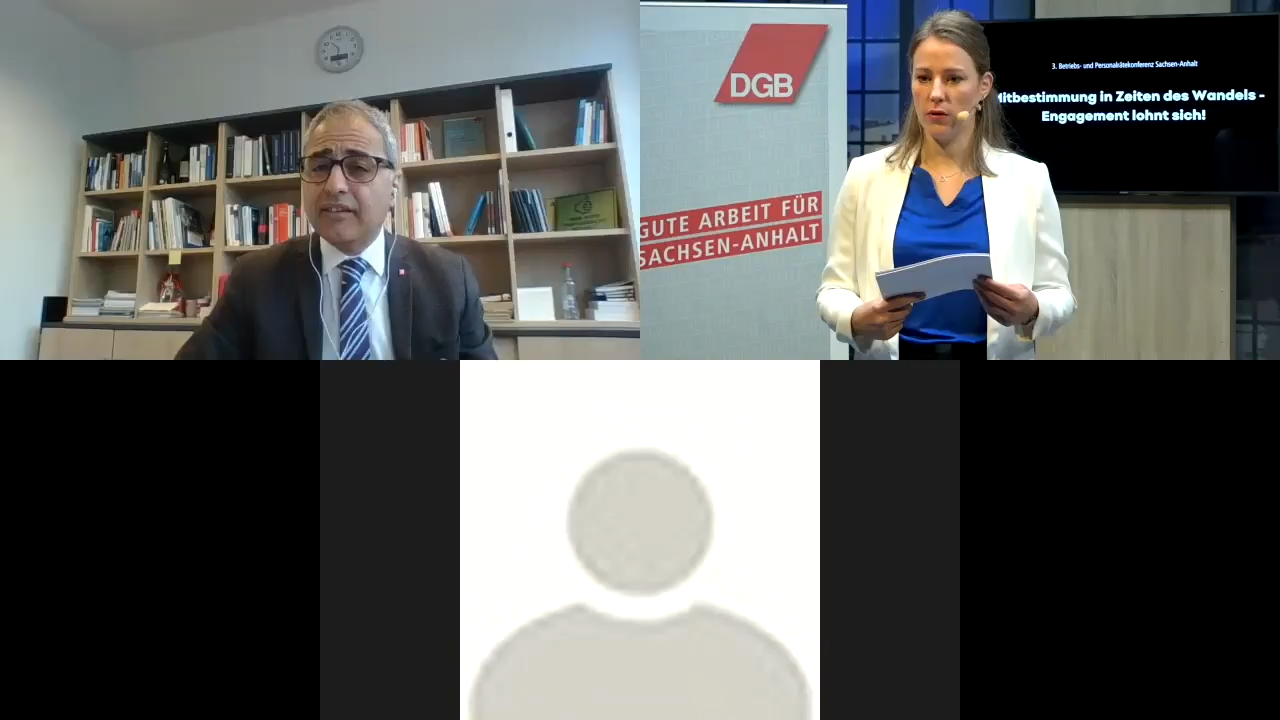 DGB
3. Betriebs- und Personalrätekonferenz Sachsen-Anhalt
Mitbestimmung in Zeiten des Wandels -
Engagement lohnt sich!
GUTE ARBEIT FÜR
SACHSEN-ANHALT